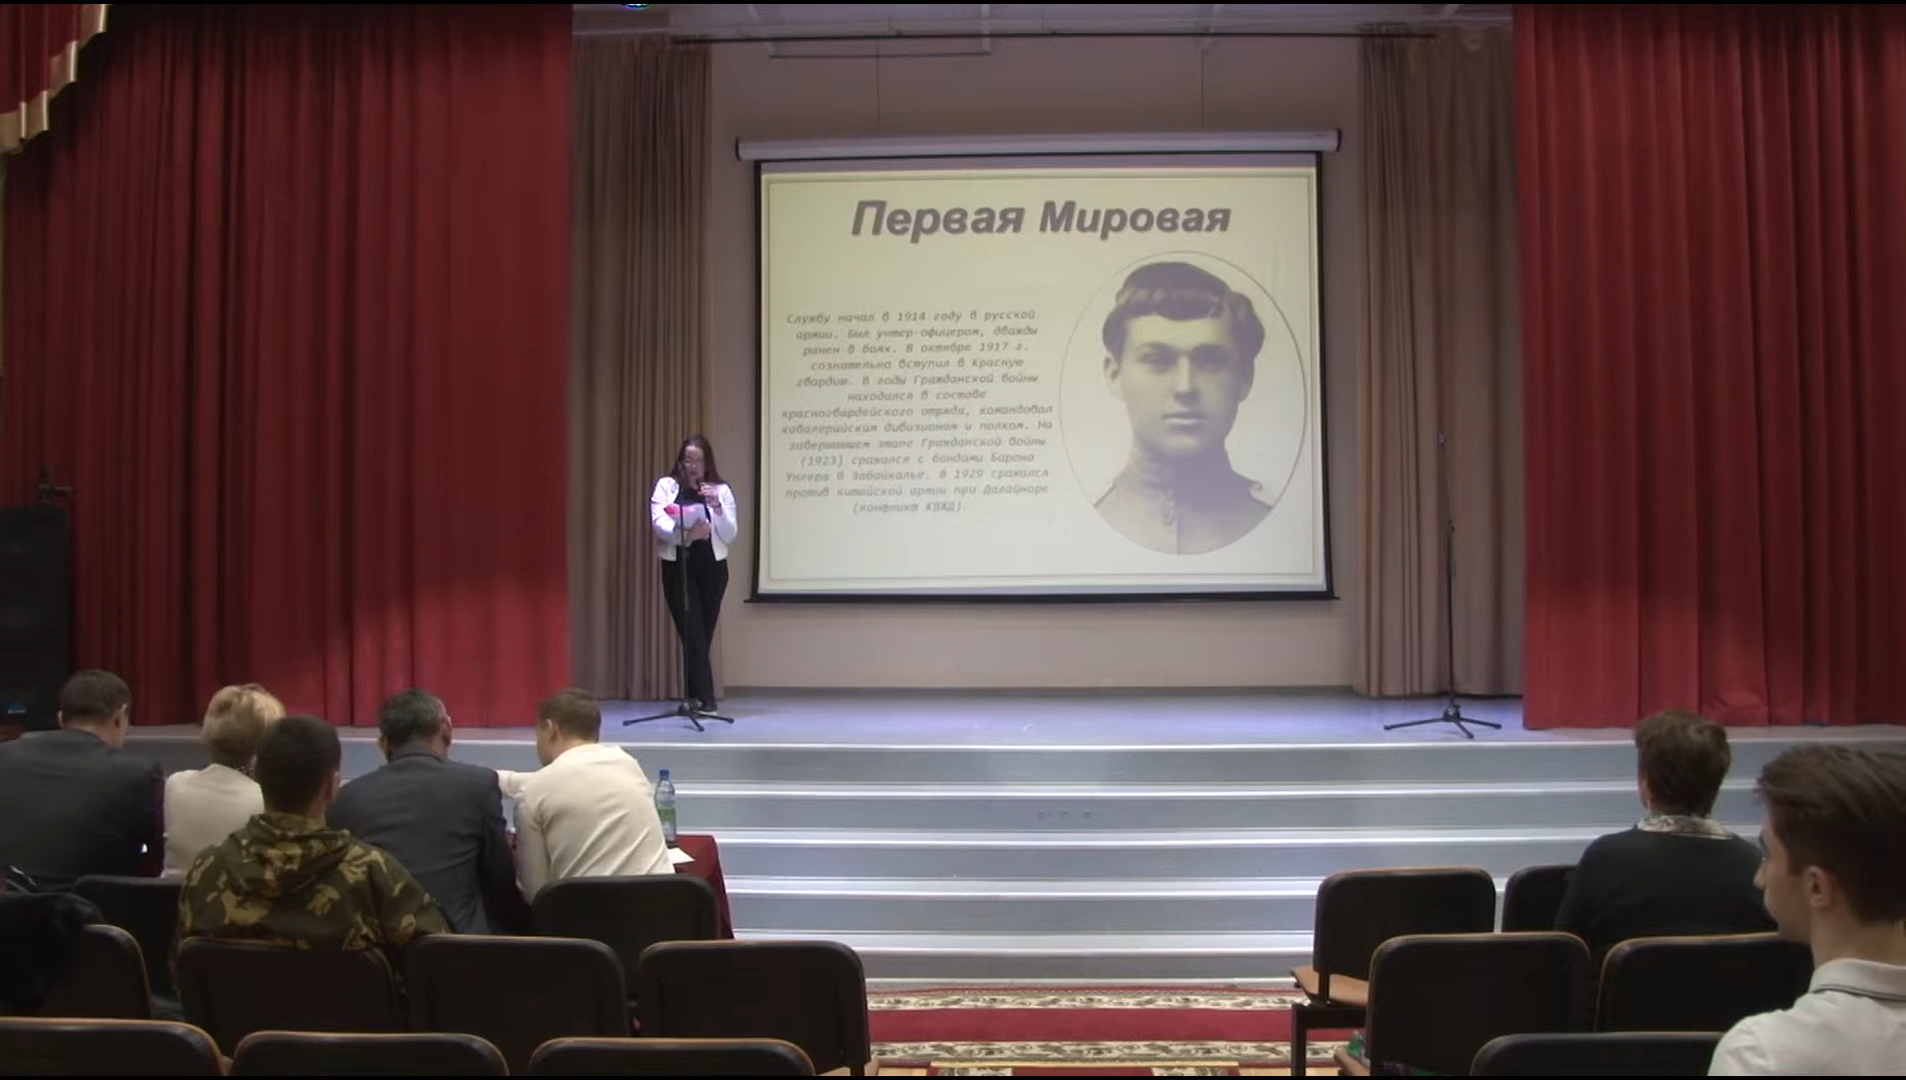 Первая Мировая
Службу начал в 1914 году в русской
армии. Был унтер-офицером, дважды
ранен в боях. В октябре 1917 г.
сознательно вступил в Красную
гвардию. В годы Гражданской войны
находился в составе
красногвардейского отряда, командовал
кавалерийским дивизионом и полком. На
завершающем этапе Гражданской войны
(1923) сражался с бандами Барона
Унгера в Забайкалье. В 1929 сражался
против китайской армии при Далайноре
(конфликт КВЖД).